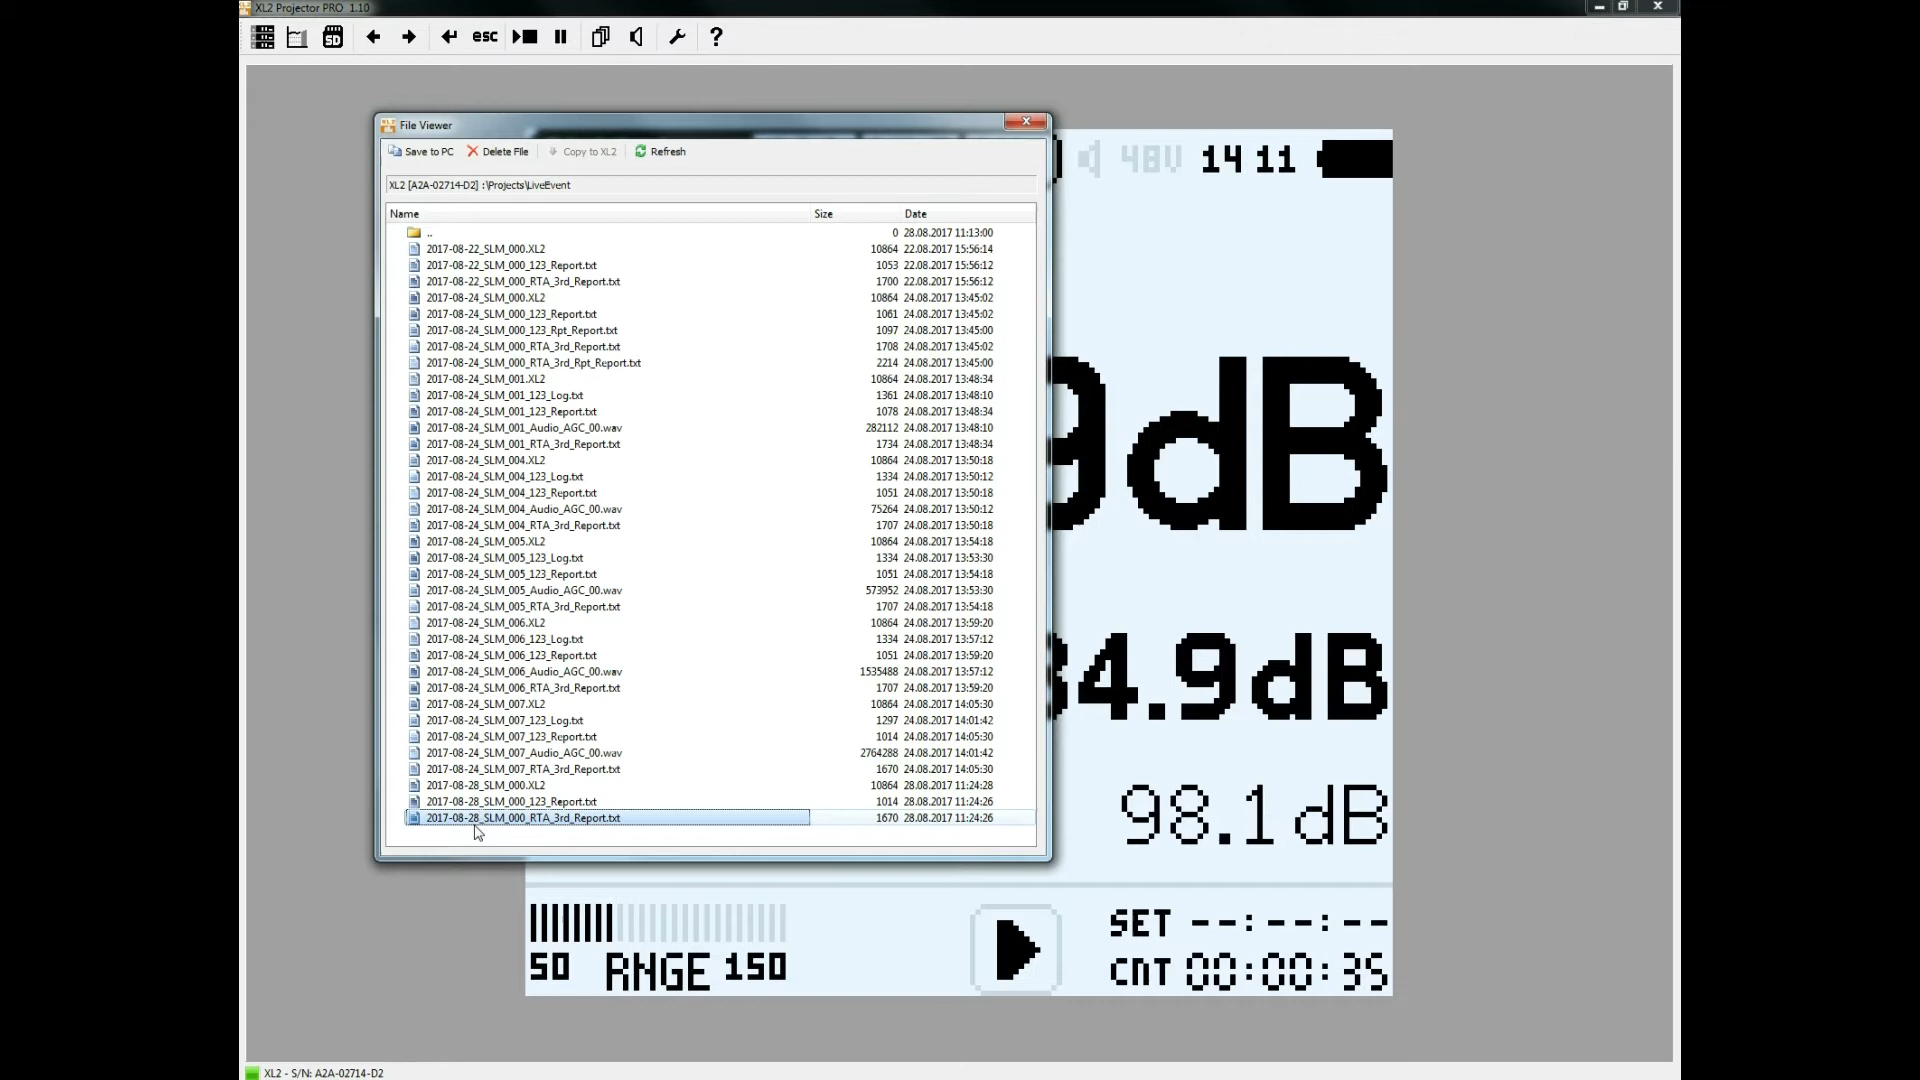 XL2 Projector PRO 1.10
SD
esc
?
File Viewer
Save to PC Delete File Copy to XL2 Refresh
XL2 [A2A-02714-D2] :\Projects\LiveEvent
Name Size Date
.. 0 28.08.2017 11:13:00
2017-08-22_SLM_000.XL2 10864 22.08.2017 15:56:14
2017-08-22_SLM_000_123_Report.txt 1053 22.08.2017 15:56:12
2017-08-22_SLM_000_RTA_3rd_Report.txt 1700 22.08.2017 15:56:12
2017-08-24_SLM_000.XL2 10864 24.08.2017 13:45:02
2017-08-24_SLM_000_123_Report.txt 1061 24.08.2017 13:45:02
2017-08-24_SLM_000_123_Rpt_Report.txt 1097 24.08.2017 13:45:00
2017-08-24_SLM_000_RTA_3rd_Report.txt 1708 24.08.2017 13:45:02
2017-08-24_SLM_000_RTA_3rd_Rpt_Report.txt 2214 24.08.2017 13:45:00
2017-08-24_SLM_001.XL2 10864 24.08.2017 13:48:34
2017-08-24_SLM_001_123_Log.txt 1361 24.08.2017 13:48:10
2017-08-24_SLM_001_123_Report.txt 1078 24.08.2017 13:48:34
2017-08-24_SLM_001_Audio_AGC_00.wav 282112 24.08.2017 13:48:10
2017-08-24_SLM_001_RTA_3rd_Report.txt 1734 24.08.2017 13:48:34
2017-08-24_SLM_004.XL2 10864 24.08.2017 13:50:18
2017-08-24_SLM_004_123_Log.txt 1334 24.08.2017 13:50:12
2017-08-24_SLM_004_123_Report.txt 1051 24.08.2017 13:50:18
2017-08-24_SLM_004_Audio_AGC_00.wav 75264 24.08.2017 13:50:12
2017-08-24_SLM_004_RTA_3rd_Report.txt 1707 24.08.2017 13:50:18
2017-08-24_SLM_005.XL2 10864 24.08.2017 13:54:18
2017-08-24_SLM_005_123_Log.txt 1334 24.08.2017 13:53:30
2017-08-24_SLM_005_123_Report.txt 1051 24.08.2017 13:54:18
2017-08-24_SLM_005_Audio_AGC_00.wav 573952 24.08.2017 13:53:30
2017-08-24_SLM_005_RTA_3rd_Report.txt 1707 24.08.2017 13:54:18
2017-08-24_SLM_006.XL2 10864 24.08.2017 13:59:20
2017-08-24_SLM_006_123_Log.txt 1334 24.08.2017 13:57:12
2017-08-24_SLM_006_123_Report.txt 1051 24.08.2017 13:59:20
2017-08-24_SLM_006_Audio_AGC_00.wav 1535488 24.08.2017 13:57:12
2017-08-24_SLM_006_RTA_3rd_Report.txt 1707 24.08.2017 13:59:20
2017-08-24_SLM_007.XL2 10864 24.08.2017 14:05:30
2017-08-24_SLM_007_123_Log.txt 1297 24.08.2017 14:01:42
2017-08-24_SLM_007_123_Report.txt 1014 24.08.2017 14:05:30
2017-08-24_SLM_007_Audio_AGC_00.wav 2764288 24.08.2017 14:01:42
2017-08-24_SLM_007_RTA_3rd_Report.txt 1670 24.08.2017 14:05:30
2017-08-28_SLM_000.XL2 10864 28.08.2017 11:24:28
2017-08-28_SLM_000_123_Report.txt 1014 28.08.2017 11:24:26
2017-08-28_SLM_000_RTA_3rd_Report.txt 1670 28.08.2017 11:24:26
48V 14 11
9dB
4.9dB
98.1dB
50 RNGE 150
SET --:--:--
CNT 00:00:35
XL2 - S/N: A2A-02714-D2